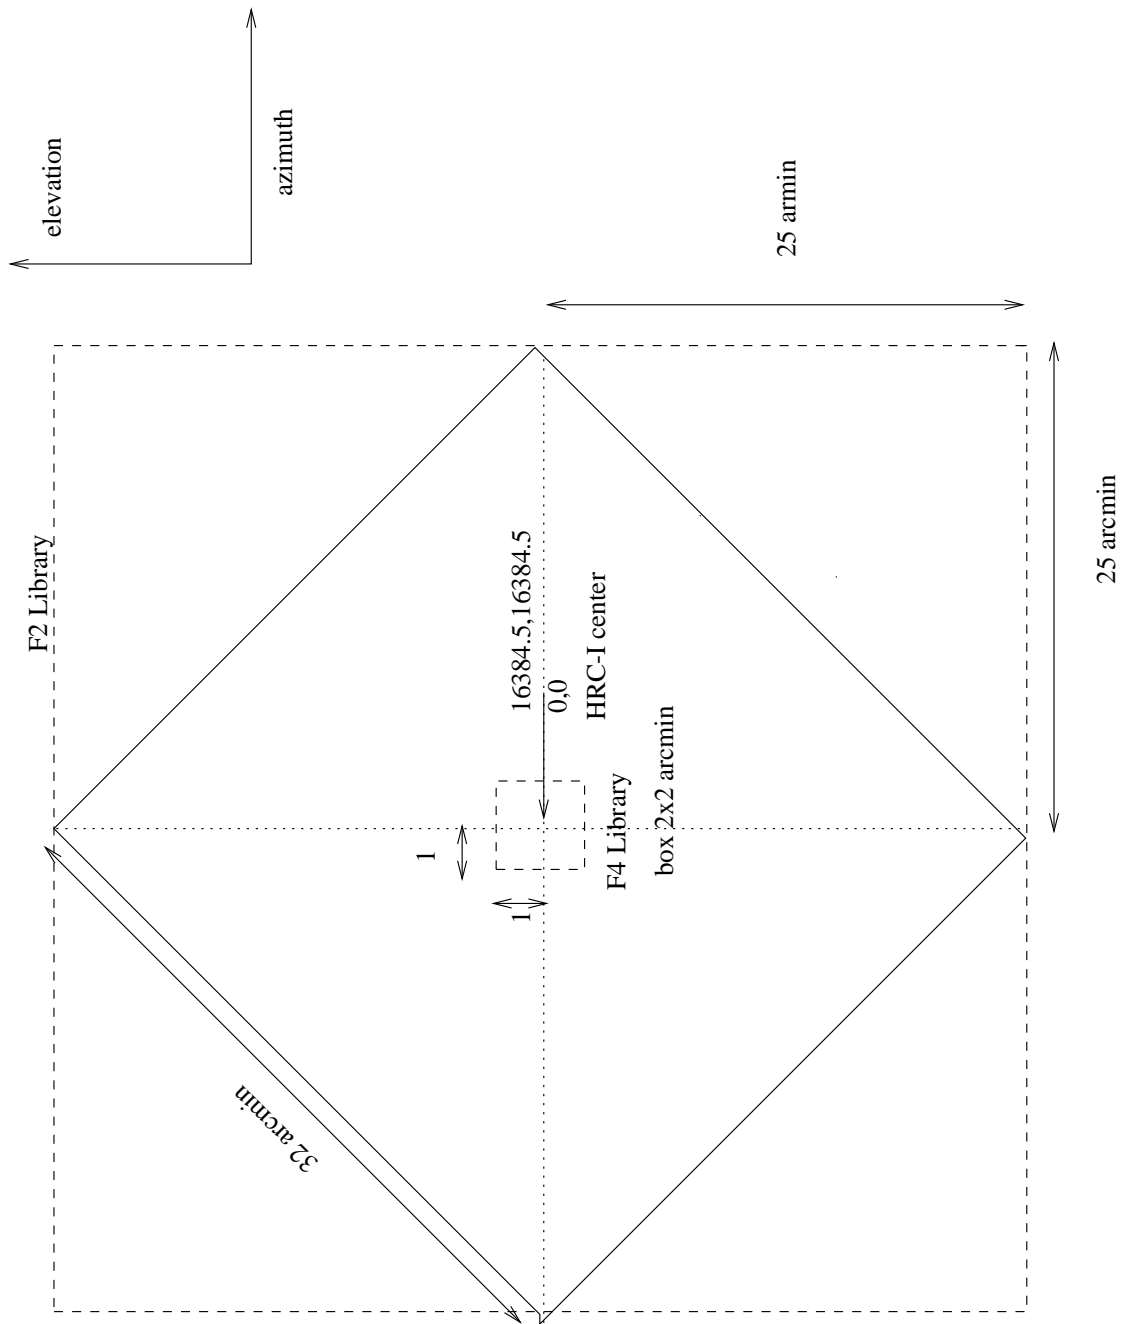 elevation
azimuth
25 armin
25 arcmin
F2 Library
16384.5,16384.5
0,0
HRC-I center
F4 Library
box 2x2 arcmin
1
1
32 arcmin